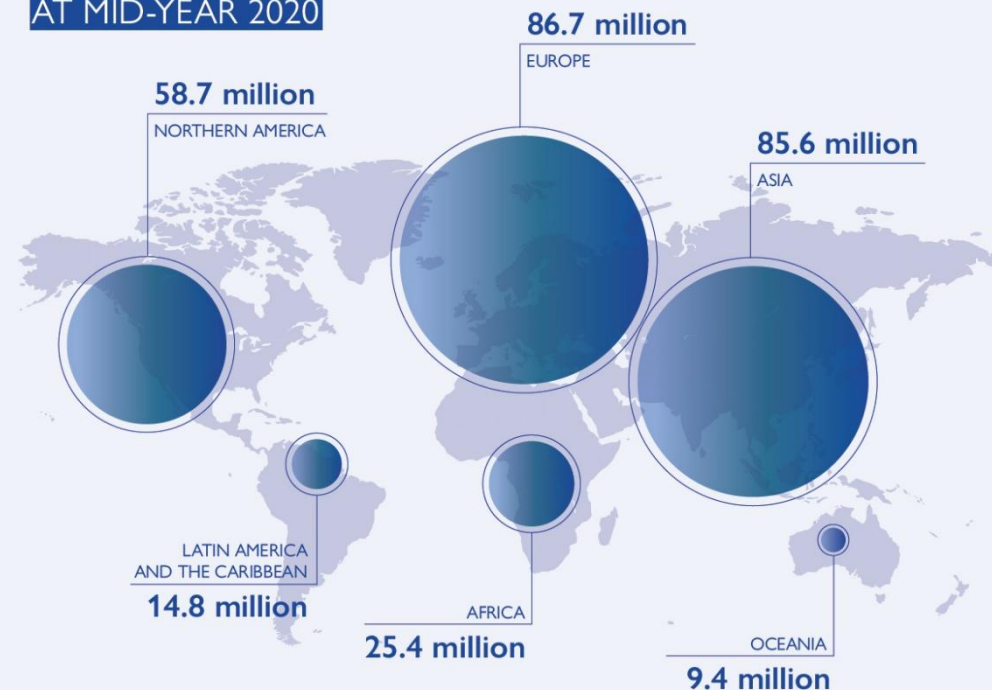 AT MID-YEAR 2020
86.7 million
EUROPE
58.7 million
NORTHERN AMERICA
85.6 million
ASIA
LATIN AMERICA
AND THE CARIBBEAN
14.8 million
AFRICA
25.4 million
OCEANIA
9.4 million